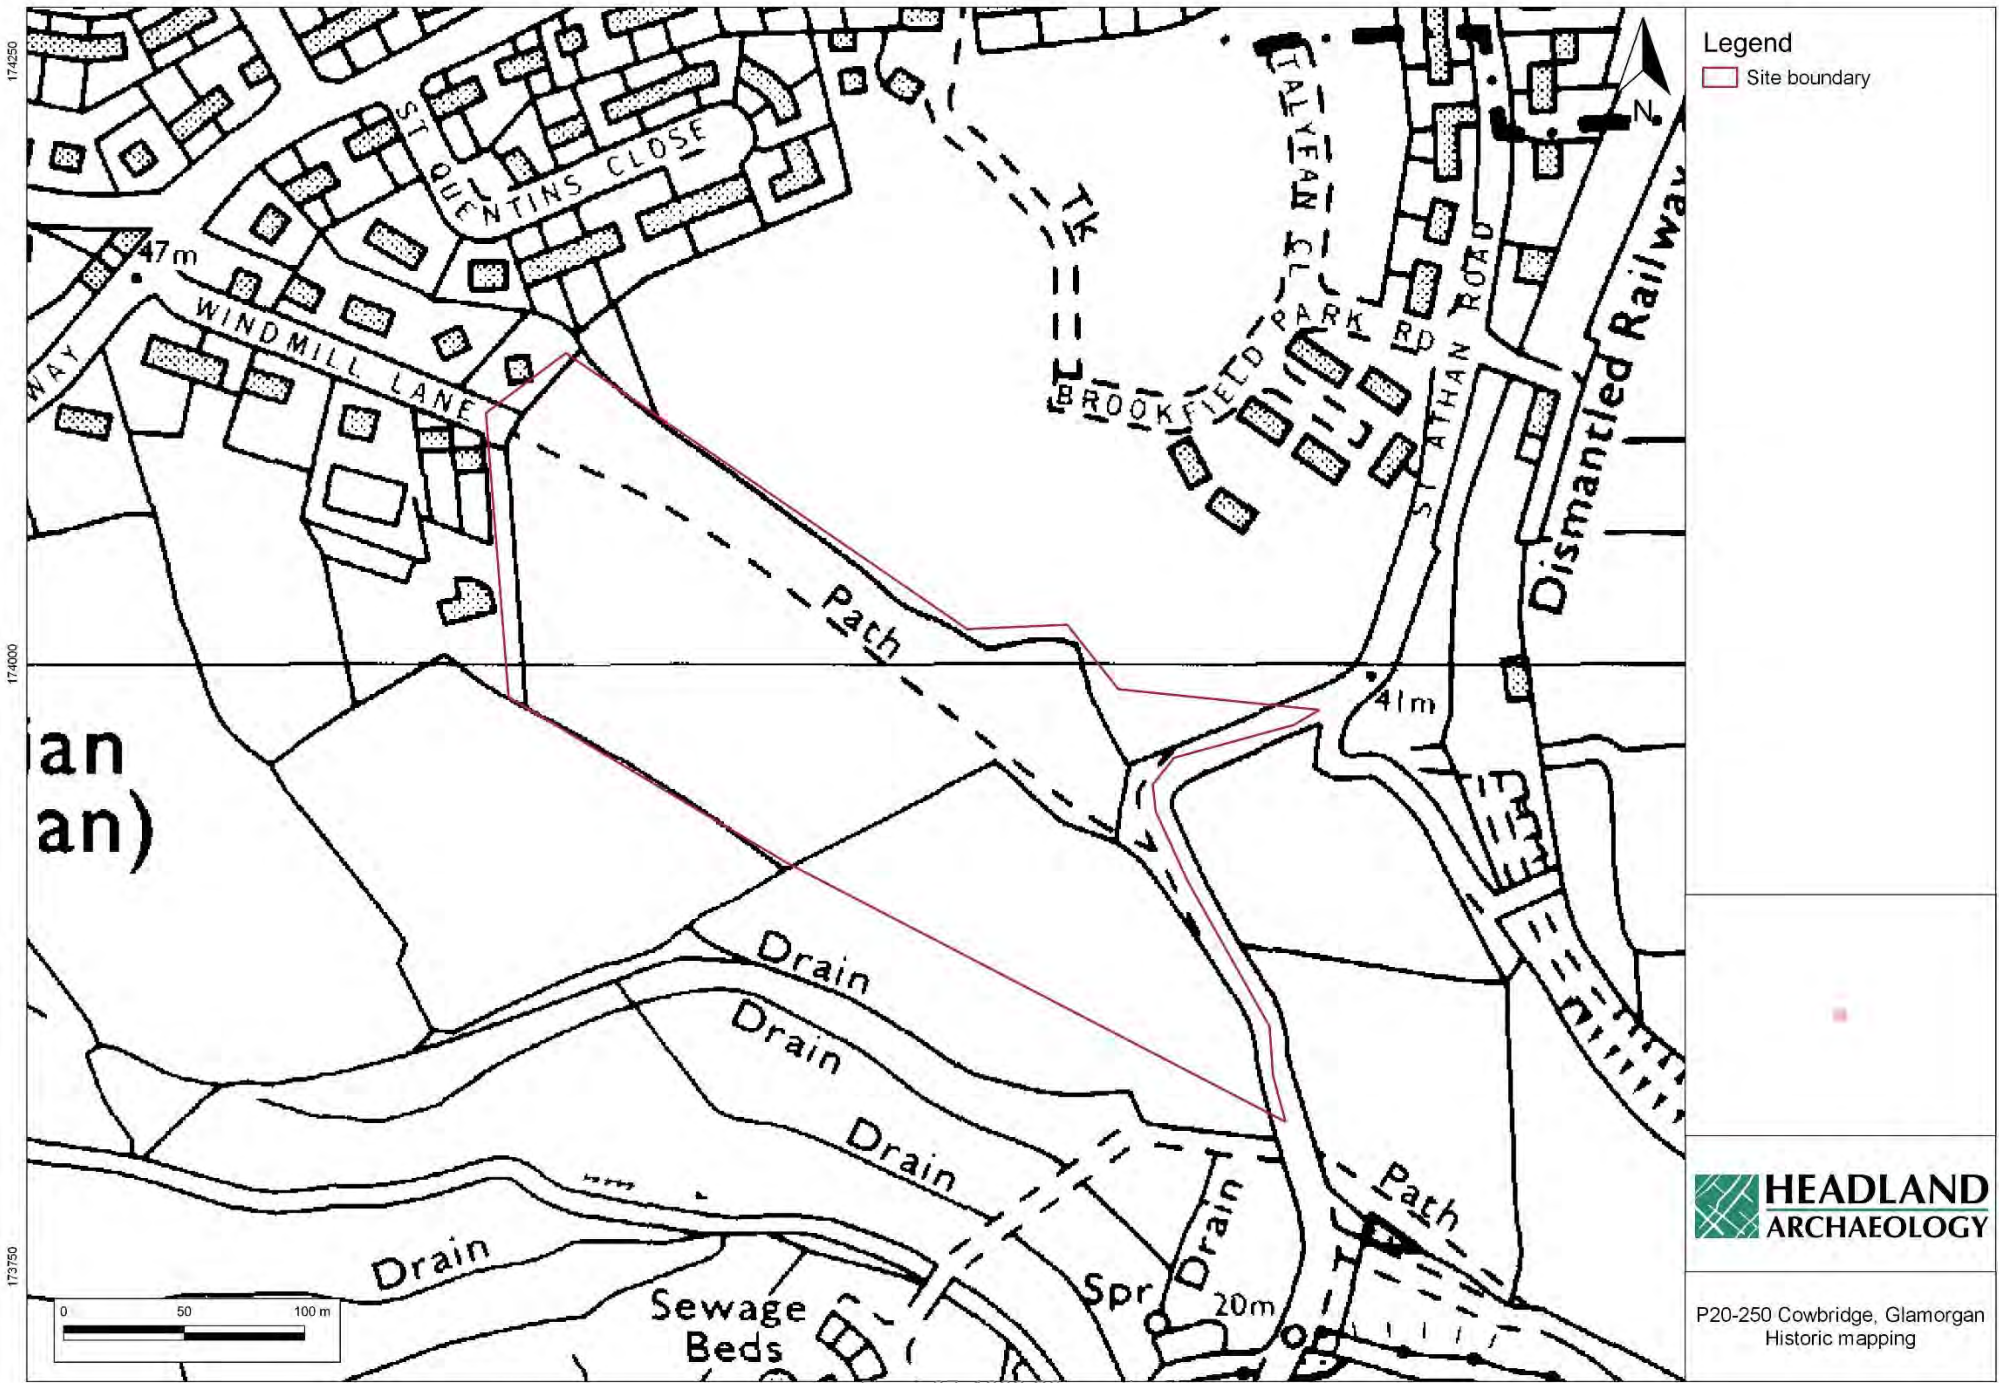 174250
174000
173750
ST QUENTINS CLOSE
47m
WINDMILL LANE
WAY
TK
TALYFAN CL
BROOKFIELD PARK RD
ST ATHAN ROAD
Dismantled Railway
Path
41m
an
an)
Drain
Drain
Drain
Drain
Drain
Path
Spr
20m
Sewage
Beds
0 50 100 m
Legend
Site boundary
N
HEADLAND
ARCHAEOLOGY
P20-250 Cowbridge, Glamorgan
Historic mapping